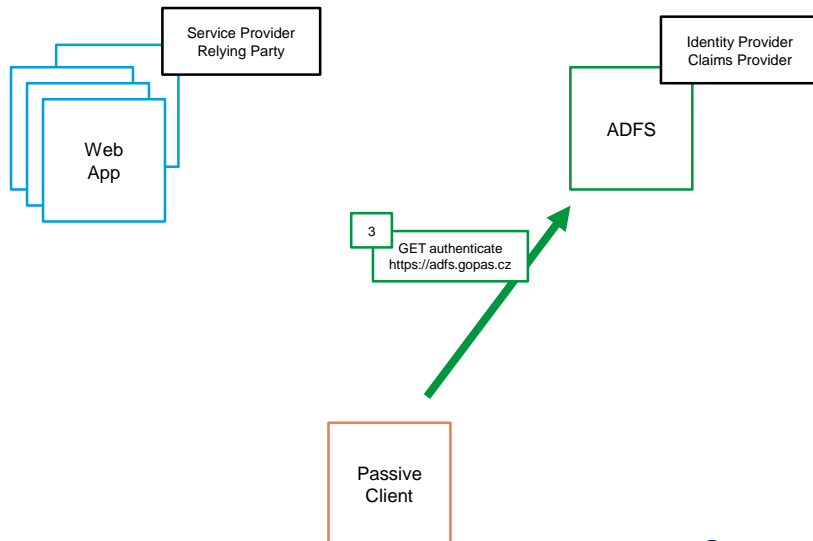 Service Provider
Relying Party
Identity Provider
Claims Provider
Web
App
ADFS
3
GET authenticate
https://adfs.gopas.cz
Passive
Client